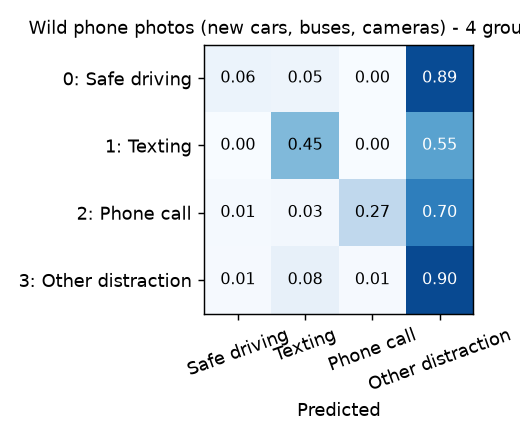 Wild phone photos (new cars, buses, cameras) - 4 grou
0: Safe driving 0.06 0.05 0.00 0.89
1: Texting 0.00 0.45 0.00 0.55
2: Phone call 0.01 0.03 0.27 0.70
3: Other distraction 0.01 0.08 0.01 0.90
Safe driving Texting Phone call Other distraction
Predicted